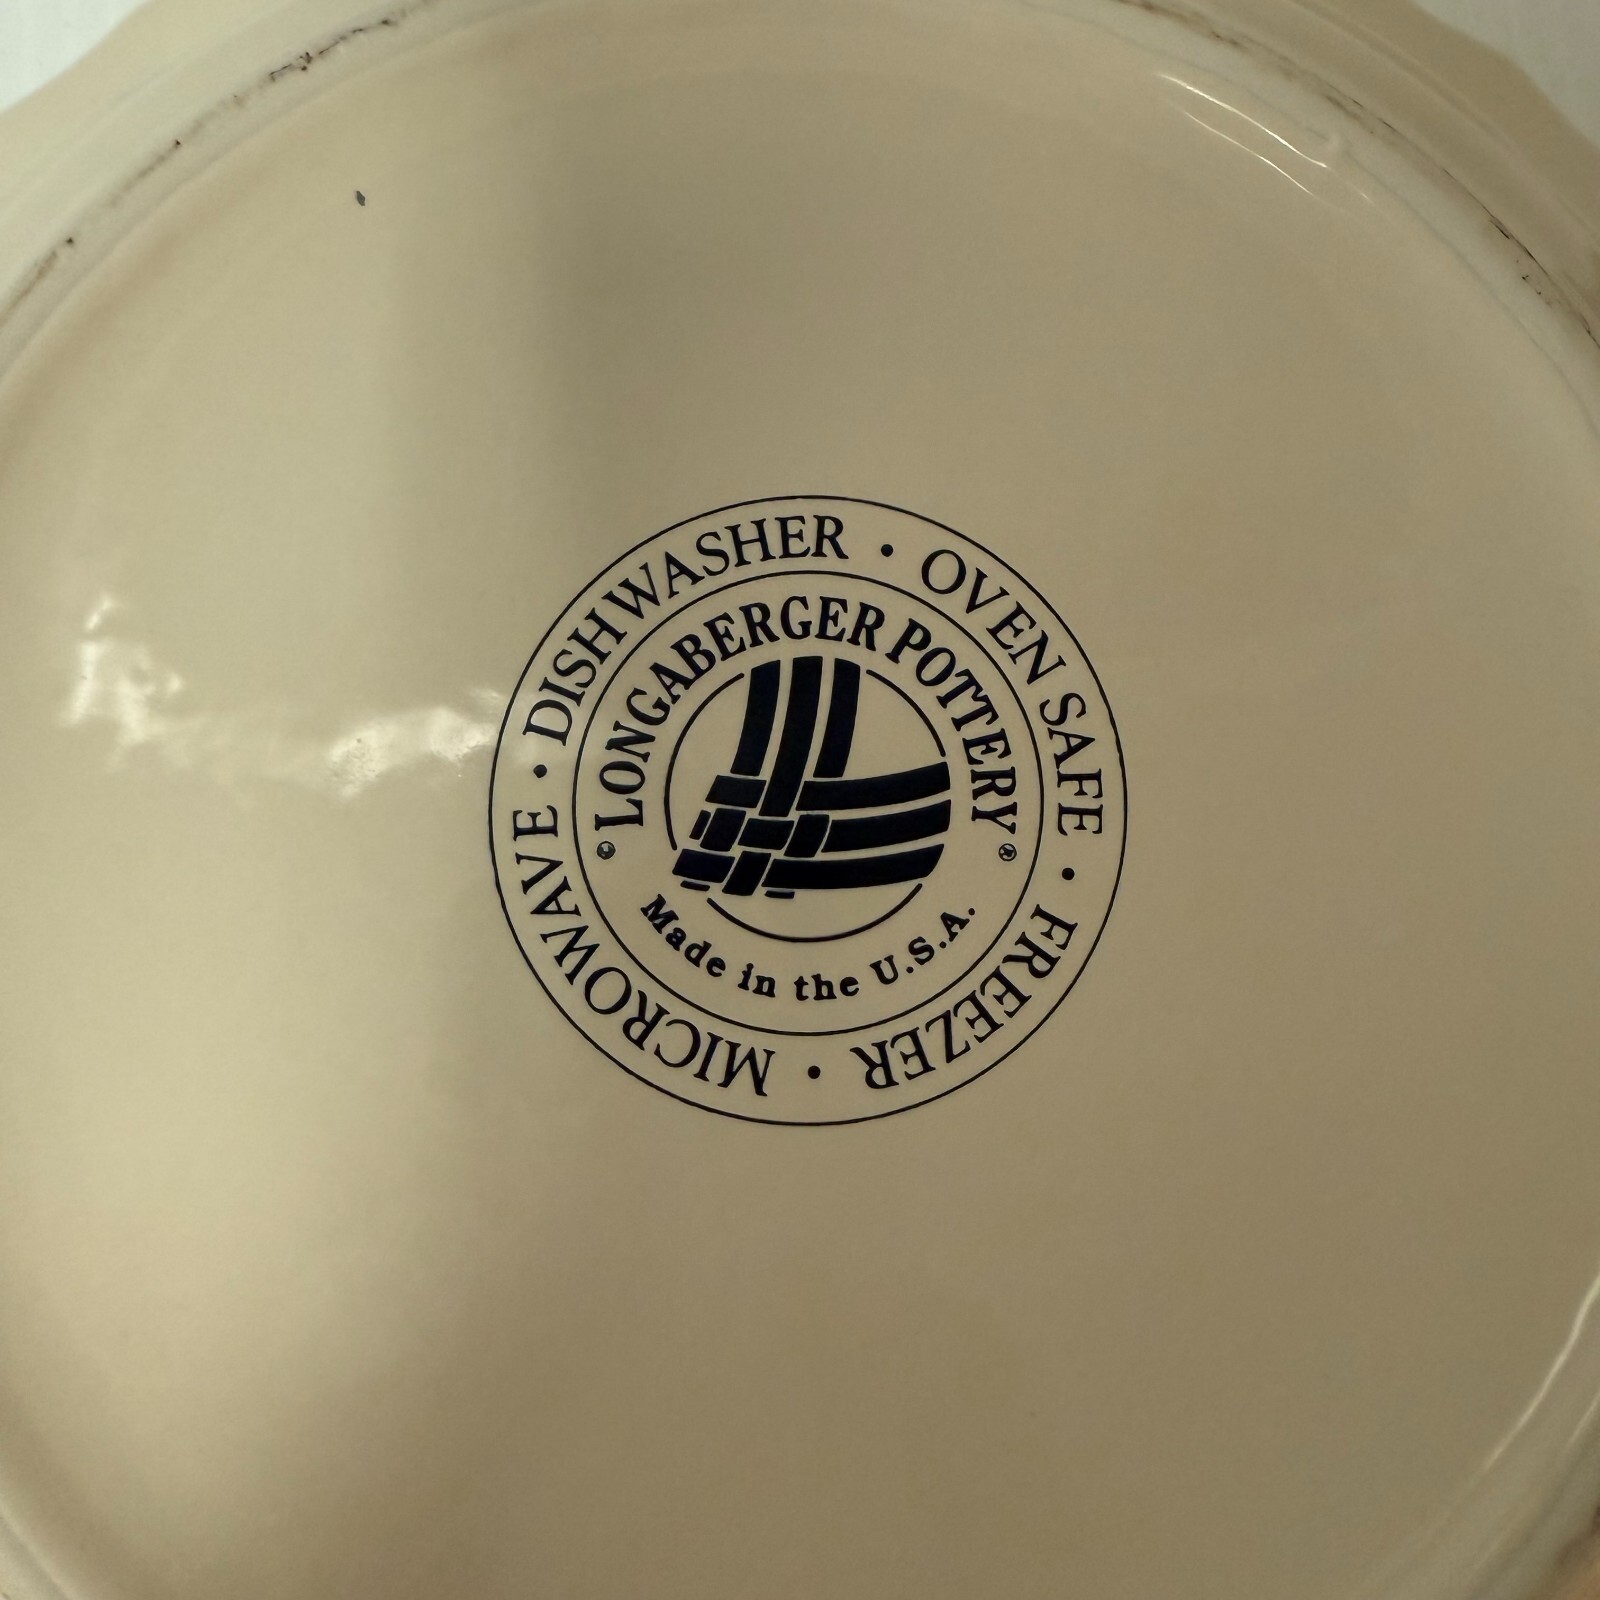 DISHWASHER • OVEN SAFE • FREEZER • MICROWAVE •
LONGABERGER POTTERY
Made in the U.S.A.